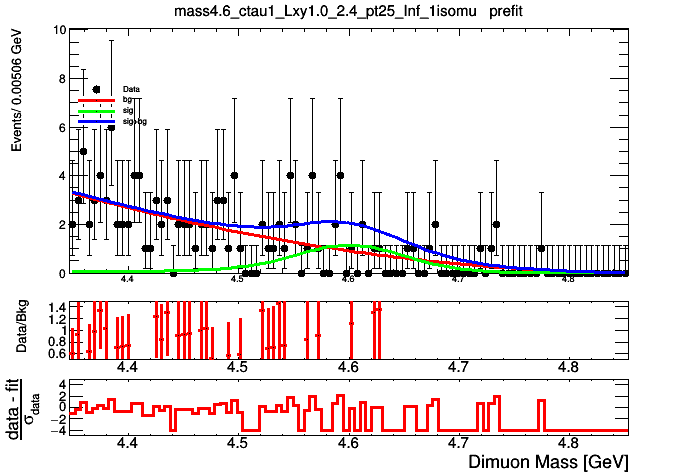 mass4.6_ctau1_Lxy1.0_2.4_pt25_Inf_1isomu prefit
Events/ 0.00506 GeV
10
8
6
4
2
0
Data
bg
sig
sig+bg
4.4 4.5 4.6 4.7 4.8
Data/Bkg
1.4
1.2
1
0.8
0.6
4.4 4.5 4.6 4.7 4.8
data - fit
σdata
4
2
0
−2
−4
4.4 4.5 4.6 4.7 4.8
Dimuon Mass [GeV]